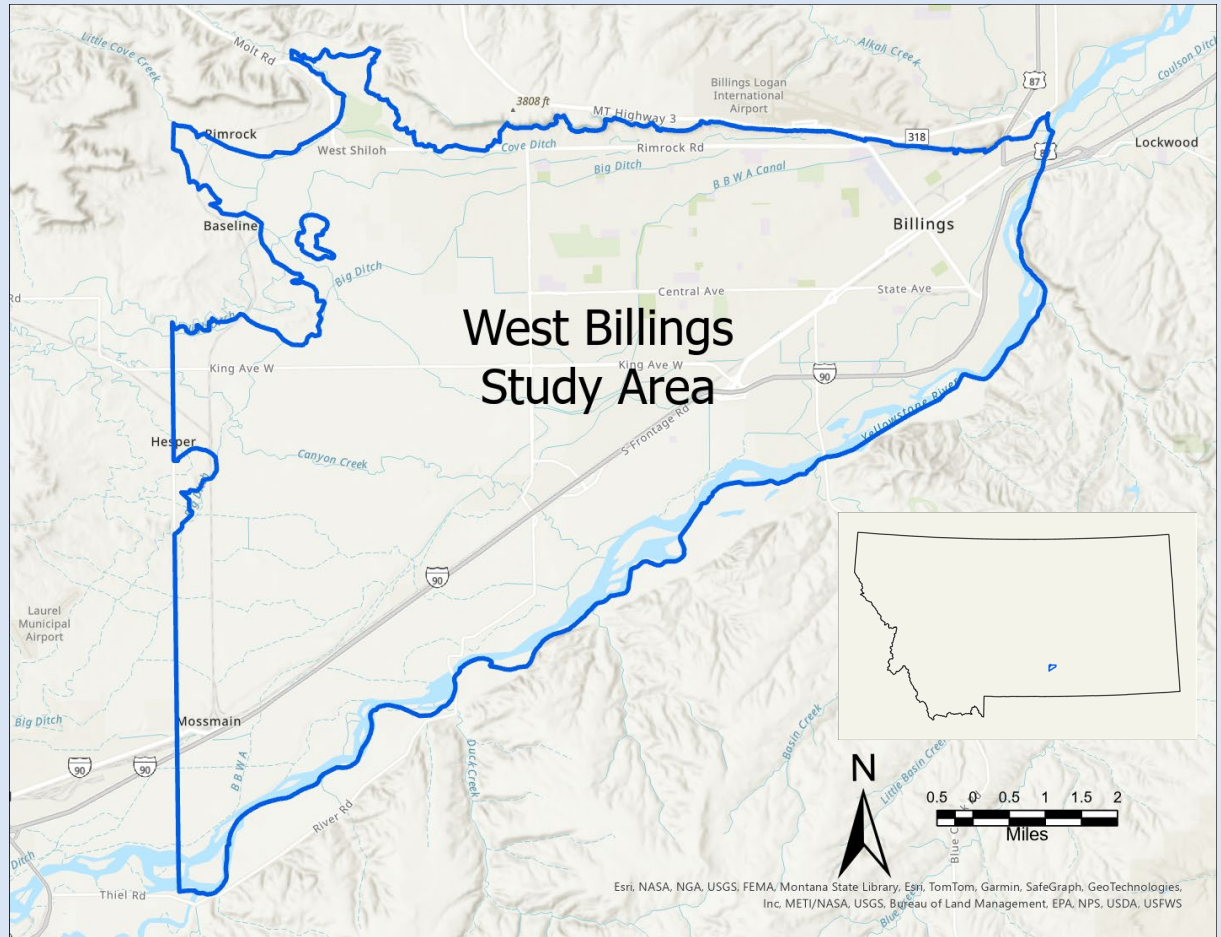 Little Cove Creek
Molt Rd
Alkali Creek
87
Coulson Ditch
Billings Logan
International
Airport
3808 ft
MT Highway 3
318
Rimrock
West Shiloh
Cove Ditch
Rimrock Rd
87
Lockwood
Big Ditch
BBWA Canal
Baseline
Billings
Big Ditch
Rd
Central Ave
State Ave
West Billings
Study Area
King Ave W
King Ave W
90
Yellowstone River
S Frontage Rd
Hesper
Canyon Creek
90
Laurel
Municipal
Airport
Big Ditch
Mossmain
90
90
BBWA
Duck Creek
Basin Creek
Little Basin Creek
River Rd
N
0.5 0 0.5 1 1.5 2
Miles
Ditch
Thiel Rd
Esri, NASA, NGA, USGS, FEMA, Montana State Library, Esri, TomTom, Garmin, SafeGraph, GeoTechnologies,
Inc, METI/NASA, USGS, Bureau of Land Management, EPA, NPS, USDA, USFWS